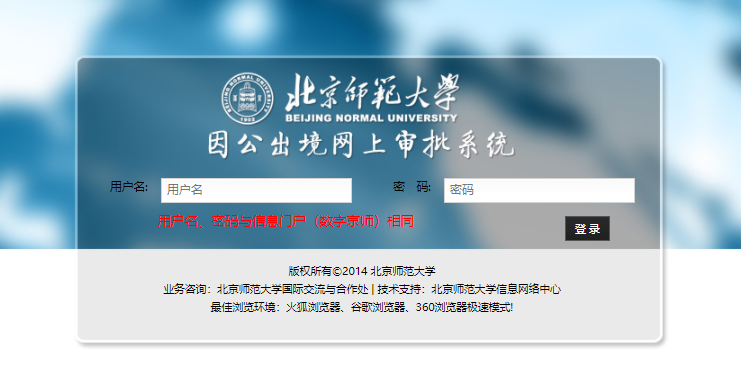 北京师范大学
BEIJING NORMAL UNIVERSITY
因公出境网上审批系统
用户名: 用户名 密 码: 密码
用户名、密码与信息门户（数字京师）相同
登 录
版权所有©2014 北京师范大学
业务咨询：北京师范大学国际交流与合作处 | 技术支持：北京师范大学信息网络中心
最佳浏览环境：火狐浏览器、谷歌浏览器、360浏览器极速模式!